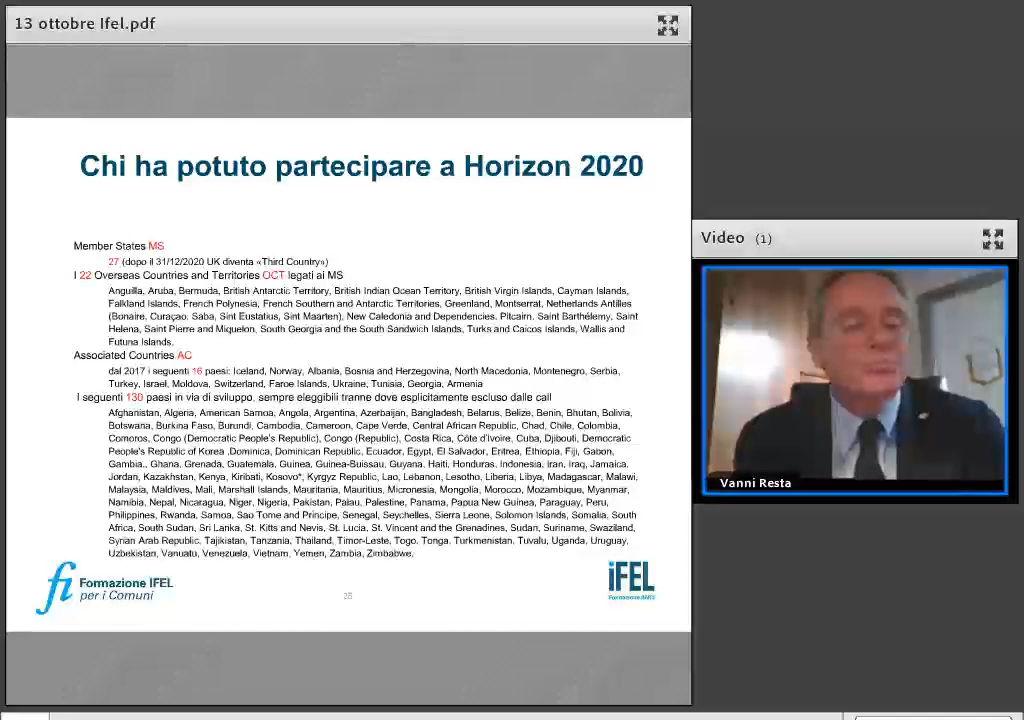 13 ottobre Ifel.pdf
Chi ha potuto partecipare a Horizon 2020
Member States MS
27 (dopo il 31/12/2020 UK diventa «Third Country»)
I 22 Overseas Countries and Territories OCT legati ai MS
Anguilla, Aruba, Bermuda, British Antarctic Territory, British Indian Ocean Territory, British Virgin Islands, Cayman Islands,
Falkland Islands, French Polynesia, French Southern and Antarctic Territories, Greenland, Montserrat, Netherlands Antilles
(Bonaire, Curaçao, Saba, Sint Eustatius, Sint Maarten), New Caledonia and Dependencies, Pitcairn, Saint Barthélemy, Saint
Helena, Saint Pierre and Miquelon, South Georgia and the South Sandwich Islands, Turks and Caicos Islands, Wallis and
Futuna Islands.
Associated Countries AC
dal 2017 i seguenti 16 paesi: Iceland, Norway, Albania, Bosnia and Herzegovina, North Macedonia, Montenegro, Serbia,
Turkey, Israel, Moldova, Switzerland, Faroe Islands, Ukraine, Tunisia, Georgia, Armenia
I seguenti 130 paesi in via di sviluppo, sempre eleggibili tranne dove esplicitamente escluso dalle call
Afghanistan, Algeria, American Samoa, Angola, Argentina, Azerbaijan, Bangladesh, Belarus, Belize, Benin, Bhutan, Bolivia,
Botswana, Burkina Faso, Burundi, Cambodia, Cameroon, Cape Verde, Central African Republic, Chad, Chile, Colombia,
Comoros, Congo (Democratic People's Republic), Congo (Republic), Costa Rica, Côte d'Ivoire, Cuba, Djibouti, Democratic
People's Republic of Korea ,Dominica, Dominican Republic, Ecuador, Egypt, El Salvador, Eritrea, Ethiopia, Fiji, Gabon,
Gambia., Ghana, Grenada, Guatemala, Guinea, Guinea-Buissau, Guyana, Haiti, Honduras, Indonesia, Iran, Iraq, Jamaica,
Jordan, Kazakhstan, Kenya, Kiribati, Kosovo*, Kyrgyz Republic, Lao, Lebanon, Lesotho, Liberia, Libya, Madagascar, Malawi,
Malaysia, Maldives, Mali, Marshall Islands, Mauritania, Mauritius, Micronesia, Mongolia, Morocco, Mozambique, Myanmar,
Namibia, Nepal, Nicaragua, Niger, Nigeria, Pakistan, Palau, Palestine, Panama, Papua New Guinea, Paraguay, Peru,
Philippines, Rwanda, Samoa, Sao Tome and Principe, Senegal, Seychelles, Sierra Leone, Solomon Islands, Somalia, South
Africa, South Sudan, Sri Lanka, St. Kitts and Nevis, St. Lucia, St. Vincent and the Grenadines, Sudan, Suriname, Swaziland,
Syrian Arab Republic, Tajikistan, Tanzania, Thailand, Timor-Leste, Togo, Tonga, Turkmenistan, Tuvalu, Uganda, Uruguay,
Uzbekistan, Vanuatu, Venezuela, Vietnam, Yemen, Zambia, Zimbabwe.
fi Formazione IFEL
per i Comuni
iFEL
Video (1)
Vanni Resta